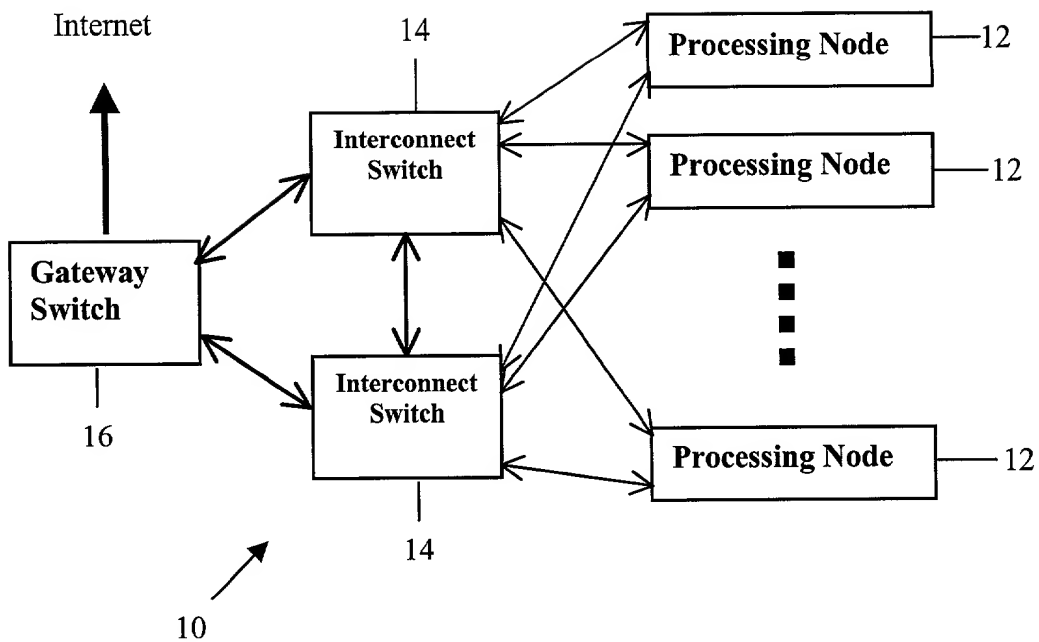 Internet
14
Processing Node
12
Interconnect
Switch
Processing Node
12
Gateway
Switch
16
Interconnect
Switch
14
Processing Node
12
10